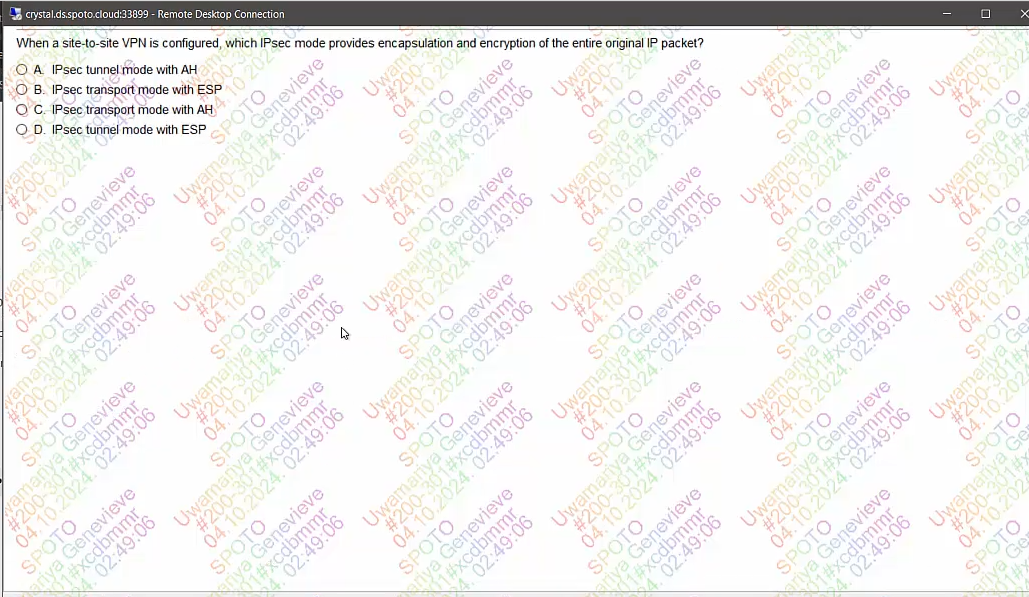 crystal.ds.spoto.cloud:33899 - Remote Desktop Connection
When a site-to-site VPN is configured, which IPsec mode provides encapsulation and encryption of the entire original IP packet?
A. IPsec tunnel mode with AH
B. IPsec transport mode with ESP
C. IPsec transport mode with AH
D. IPsec tunnel mode with ESP
SPOTO
Uwamaniya Genevieve
#200-301#xcdbmmr
04.10.2024. 02:49:06